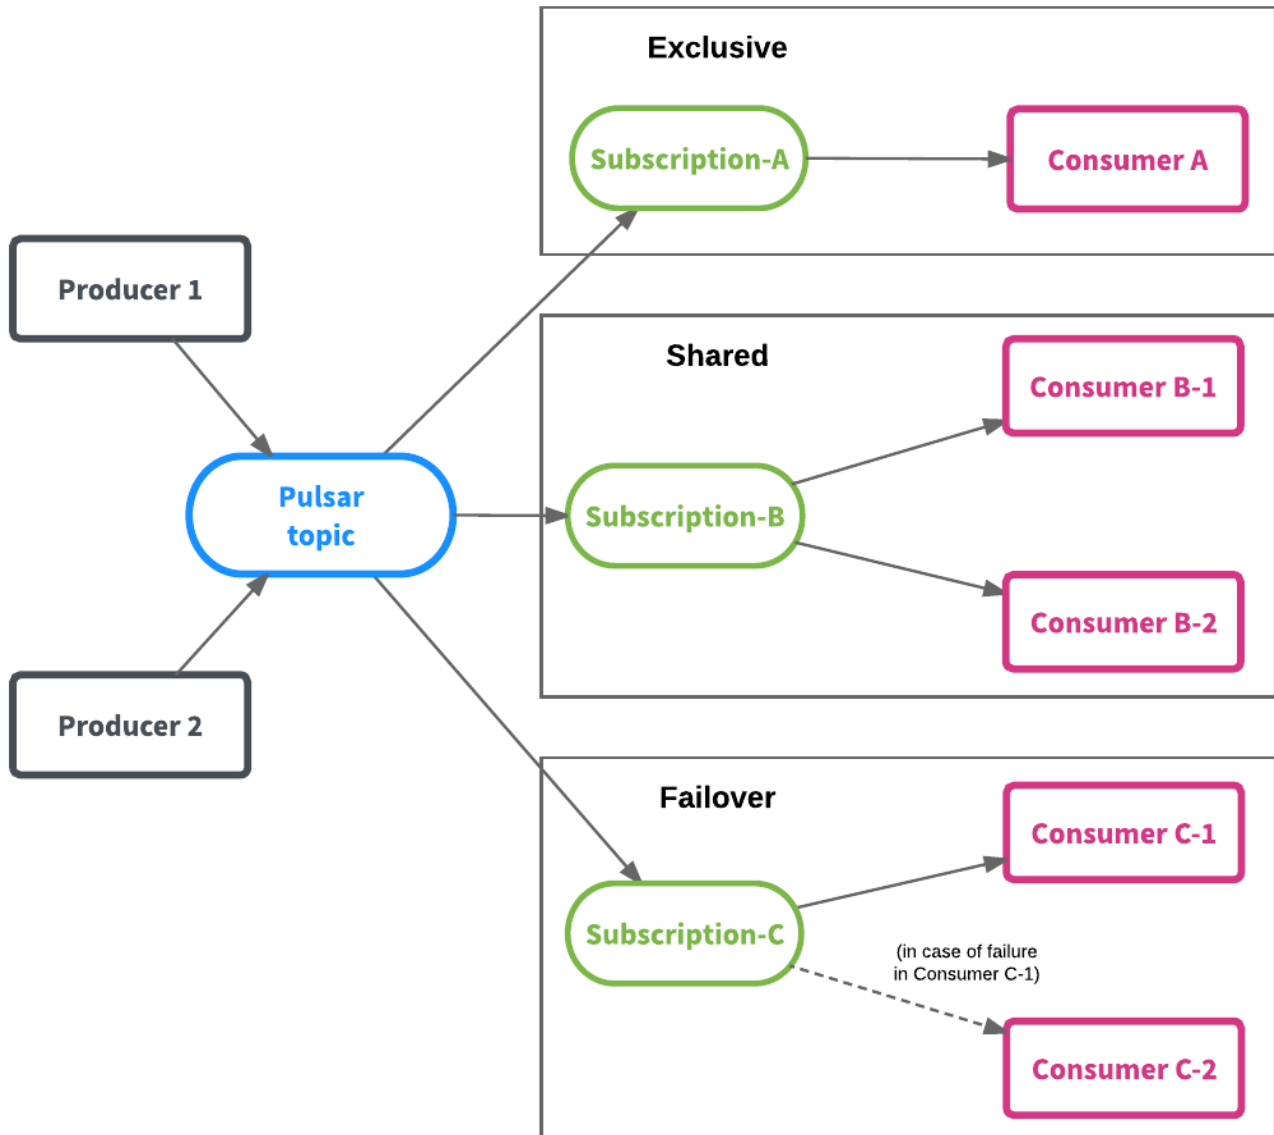 Exclusive
Subscription-A
Consumer A
Producer 1
Shared
Consumer B-1
Pulsar
topic
Subscription-B
Consumer B-2
Producer 2
Failover
Consumer C-1
Subscription-C
(in case of failure
in Consumer C-1)
Consumer C-2